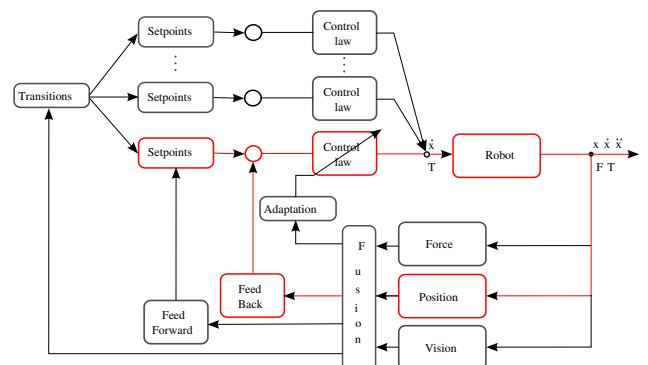 Setpoints
Control
law
Transitions
Setpoints
Control
law
Setpoints
Control
law
ẋ
T
Robot
x ẋ ẍ
F T
Adaptation
Fusion
Force
Feed
Back
Position
Feed
Forward
Vision